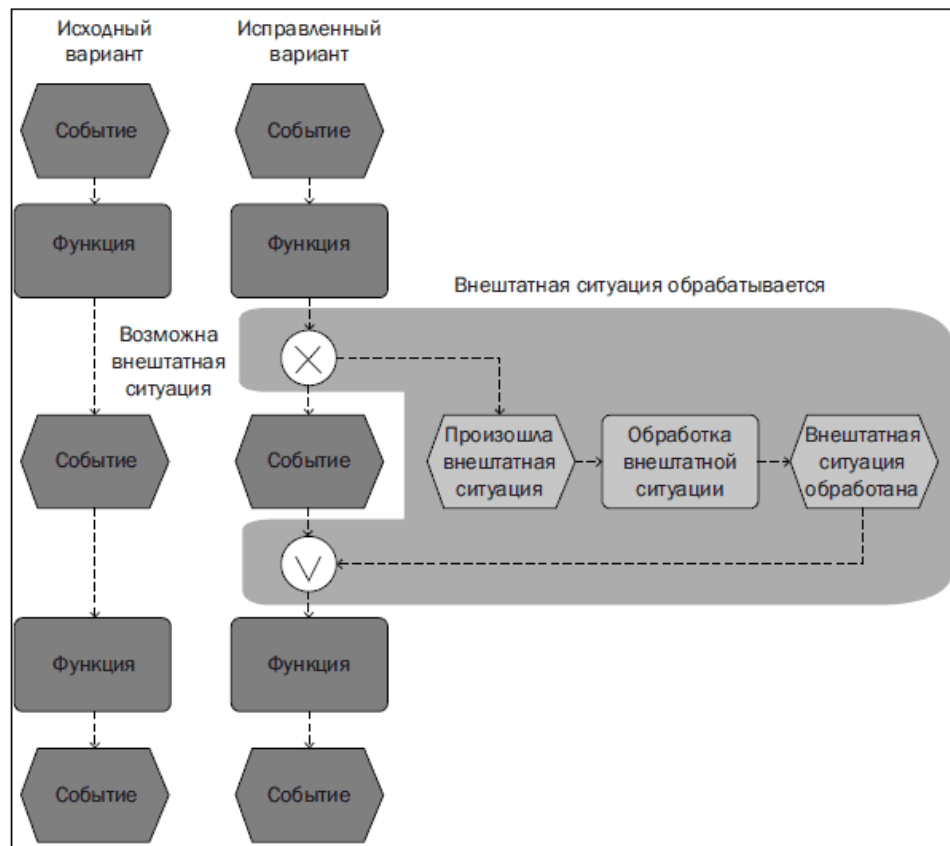 Исходный
вариант
Исправленный
вариант
Событие
Событие
Функция
Функция
Внештатная ситуация обрабатывается
Возможна
внештатная
ситуация
Событие
Событие
Произошла
внештатная
ситуация
Обработка
внештатной
ситуации
Внештатная
ситуация
обработана
Функция
Функция
Событие
Событие